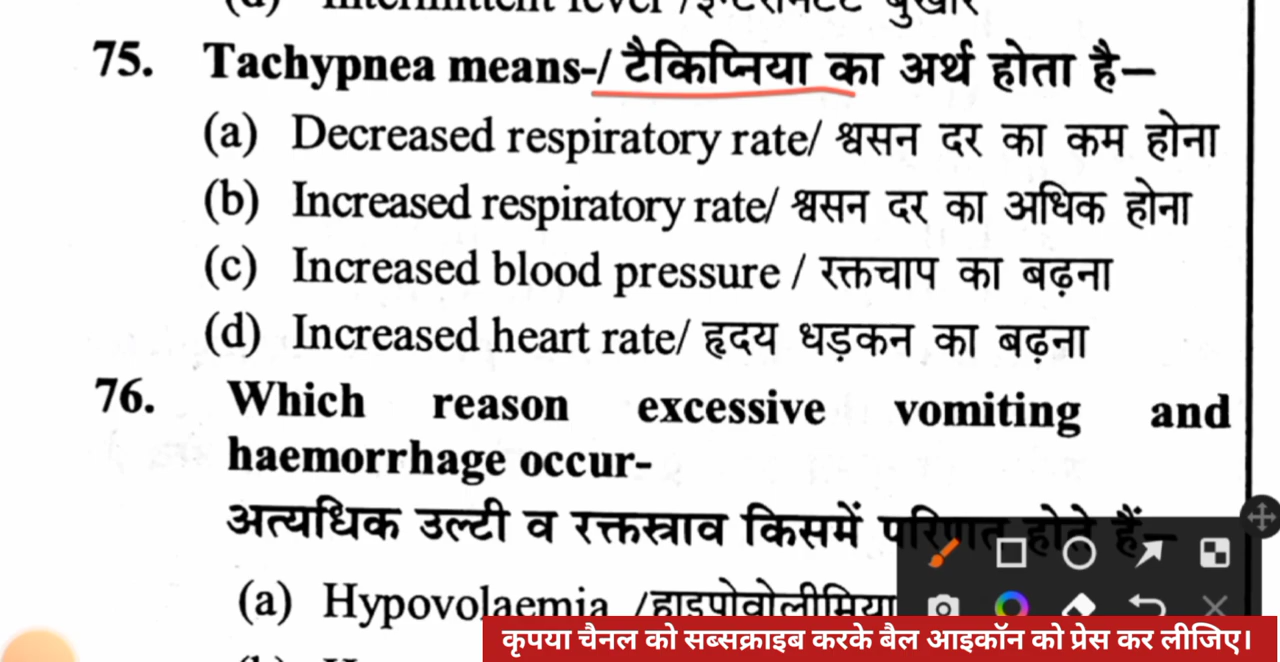 75. Tachypnea means-/ टैकिप्निया का अर्थ होता है–
(a) Decreased respiratory rate/ श्वसन दर का कम होना
(b) Increased respiratory rate/ श्वसन दर का अधिक होना
(c) Increased blood pressure / रक्तचाप का बढ़ना
(d) Increased heart rate/ हृदय धड़कन का बढ़ना
76. Which reason excessive vomiting and
haemorrhage occur-
अत्यधिक उल्टी व रक्तस्त्राव किसमें परिणात होते हैं–
(a) Hypovolaemia /हाइपोवोलीमिया
कृपया चैनल को सब्सक्राइब करके बैल आइकॉन को प्रेस कर लीजिए।